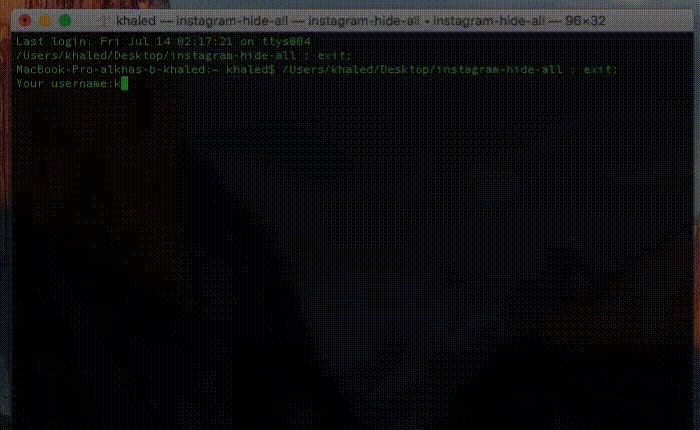 khaled — instagram-hide-all — instagram-hide-all • instagram-hide-all — 96×32
Last login: Fri Jul 14 02:17:21 on ttys004
/Users/khaled/Desktop/instagram-hide-all ; exit;
MacBook-Pro-alkhas-b-khaled:~ khaled$ /Users/khaled/Desktop/instagram-hide-all ; exit;
Your username:k